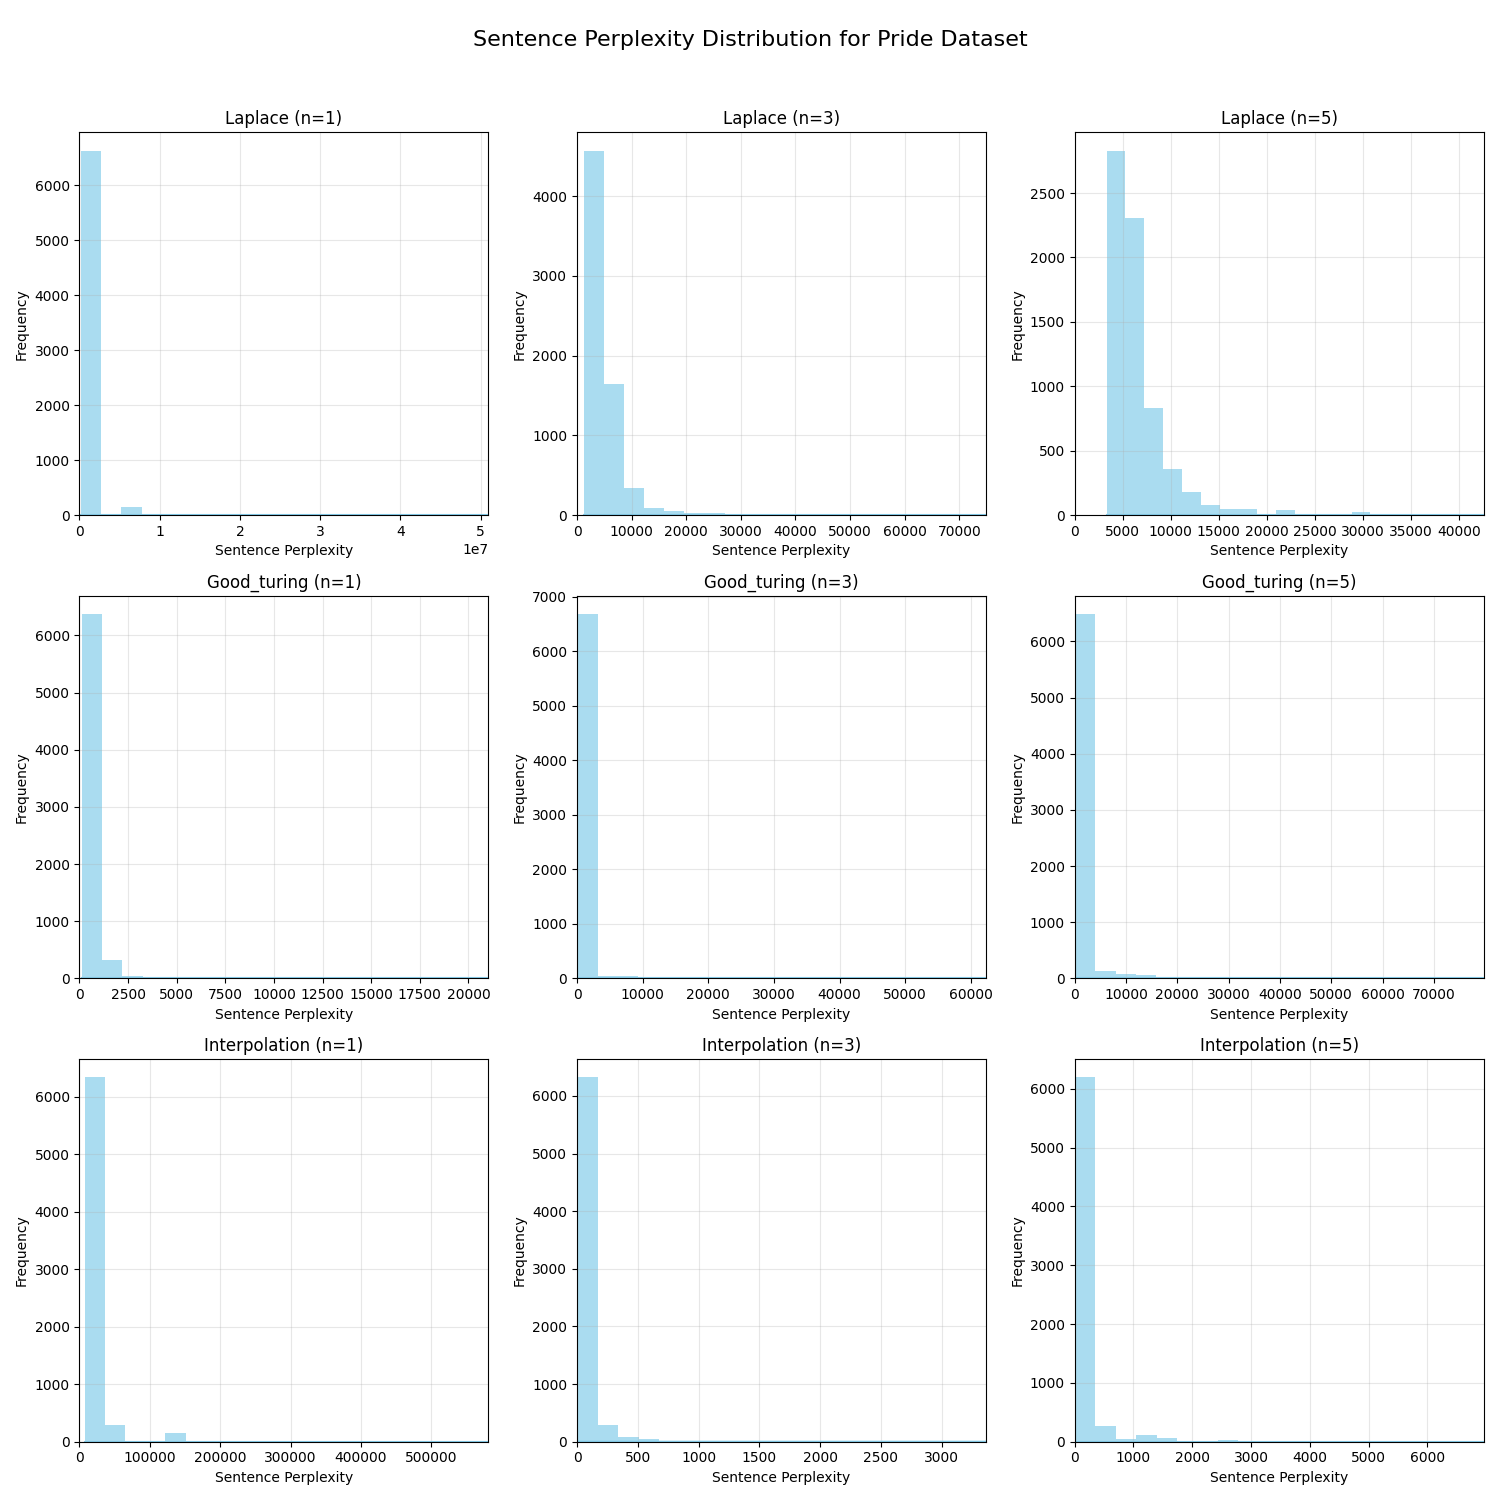 Sentence Perplexity Distribution for Pride Dataset
Laplace (n=1)
Frequency
0 1000 2000 3000 4000 5000 6000
0 1 2 3 4 5
1e7
Sentence Perplexity
Laplace (n=3)
Frequency
0 1000 2000 3000 4000
0 10000 20000 30000 40000 50000 60000 70000
Sentence Perplexity
Laplace (n=5)
Frequency
0 500 1000 1500 2000 2500
0 5000 10000 15000 20000 25000 30000 35000 40000
Sentence Perplexity
Good_turing (n=1)
Frequency
0 1000 2000 3000 4000 5000 6000
0 2500 5000 7500 10000 12500 15000 17500 20000
Sentence Perplexity
Good_turing (n=3)
Frequency
0 1000 2000 3000 4000 5000 6000 7000
0 10000 20000 30000 40000 50000 60000
Sentence Perplexity
Good_turing (n=5)
Frequency
0 1000 2000 3000 4000 5000 6000
0 10000 20000 30000 40000 50000 60000 70000
Sentence Perplexity
Interpolation (n=1)
Frequency
0 1000 2000 3000 4000 5000 6000
0 100000 200000 300000 400000 500000
Sentence Perplexity
Interpolation (n=3)
Frequency
0 1000 2000 3000 4000 5000 6000
0 500 1000 1500 2000 2500 3000
Sentence Perplexity
Interpolation (n=5)
Frequency
0 1000 2000 3000 4000 5000 6000
0 1000 2000 3000 4000 5000 6000
Sentence Perplexity